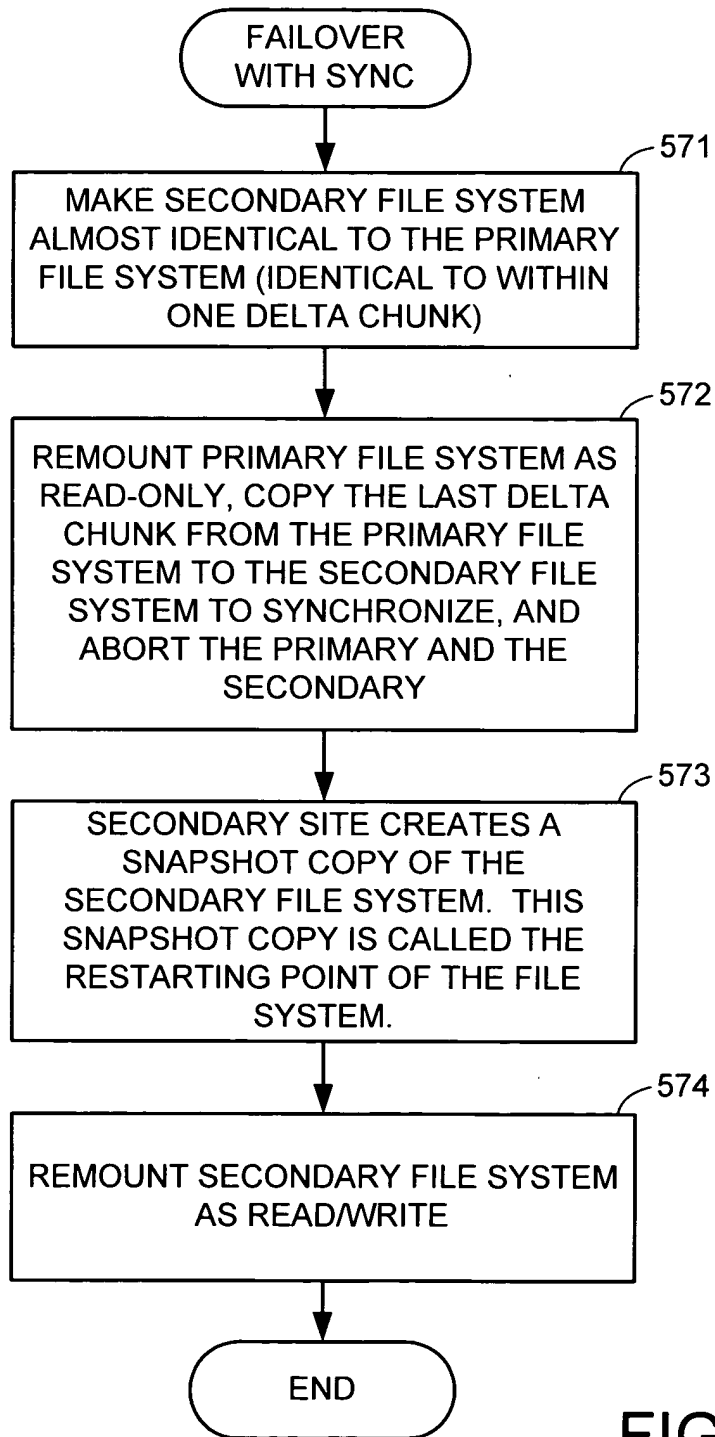 FAILOVER
WITH SYNC
571
MAKE SECONDARY FILE SYSTEM
ALMOST IDENTICAL TO THE PRIMARY
FILE SYSTEM (IDENTICAL TO WITHIN
ONE DELTA CHUNK)
572
REMOUNT PRIMARY FILE SYSTEM AS
READ-ONLY, COPY THE LAST DELTA
CHUNK FROM THE PRIMARY FILE
SYSTEM TO THE SECONDARY FILE
SYSTEM TO SYNCHRONIZE, AND
ABORT THE PRIMARY AND THE
SECONDARY
573
SECONDARY SITE CREATES A
SNAPSHOT COPY OF THE
SECONDARY FILE SYSTEM. THIS
SNAPSHOT COPY IS CALLED THE
RESTARTING POINT OF THE FILE
SYSTEM.
574
REMOUNT SECONDARY FILE SYSTEM
AS READ/WRITE
END